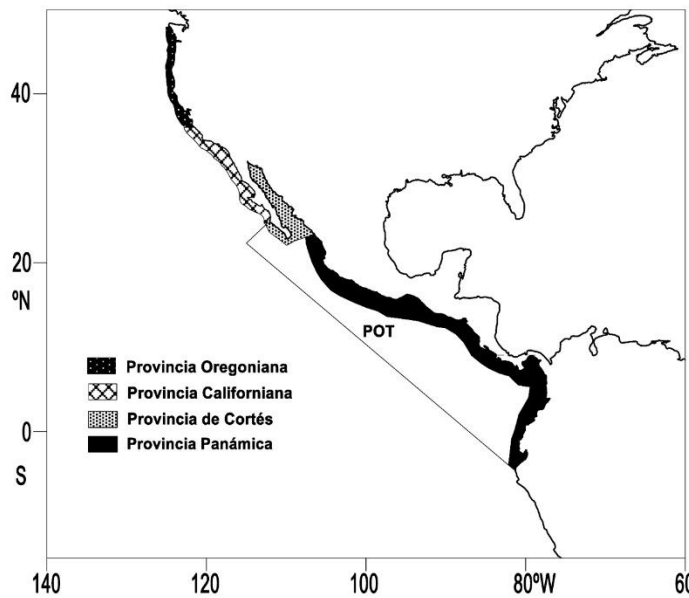 40
20
ºN
POT
Provincia Oregoniana
Provincia Californiana
Provincia de Cortés
Provincia Panámica
0
S
140
120
100
80ºW
60